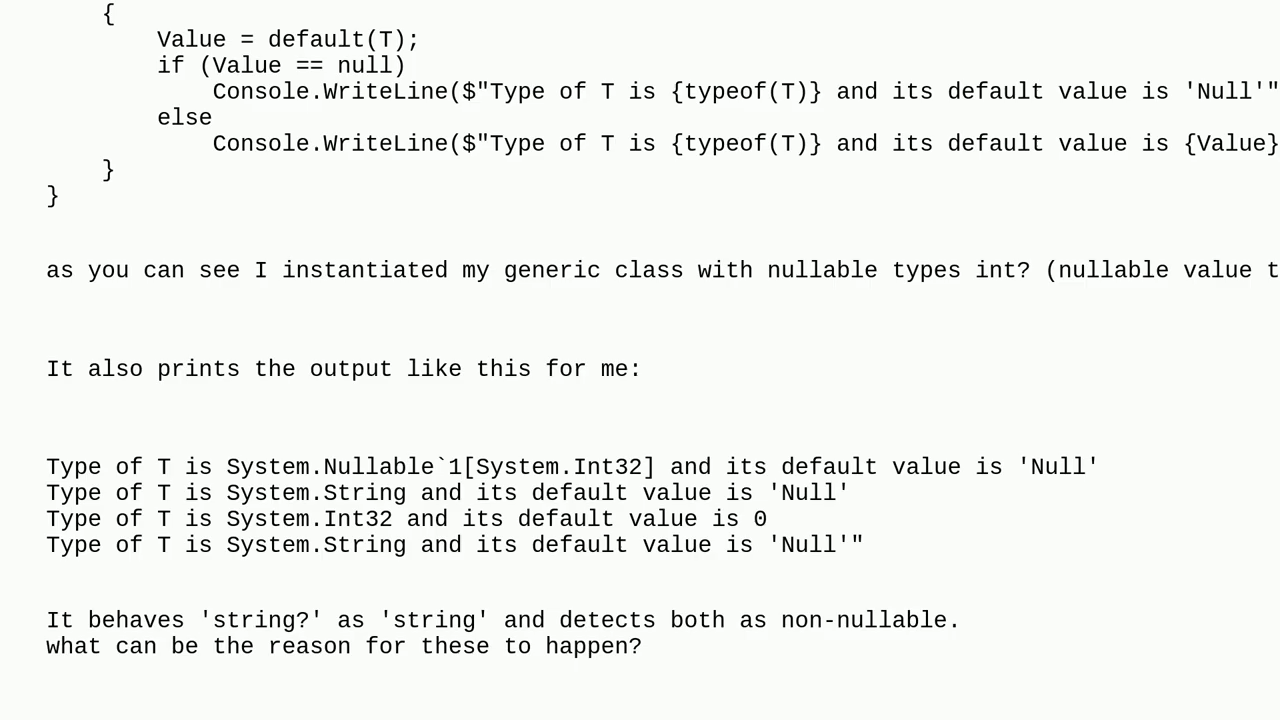 {
Value = default(T);
if (Value == null)
Console.WriteLine($"Type of T is {typeof(T)} and its default value is 'Null'"
else
Console.WriteLine($"Type of T is {typeof(T)} and its default value is {Value}
}
}
as you can see I instantiated my generic class with nullable types int? (nullable value t
It also prints the output like this for me:
Type of T is System.Nullable`1[System.Int32] and its default value is 'Null'
Type of T is System.String and its default value is 'Null'
Type of T is System.Int32 and its default value is 0
Type of T is System.String and its default value is 'Null'"
It behaves 'string?' as 'string' and detects both as non-nullable.
what can be the reason for these to happen?